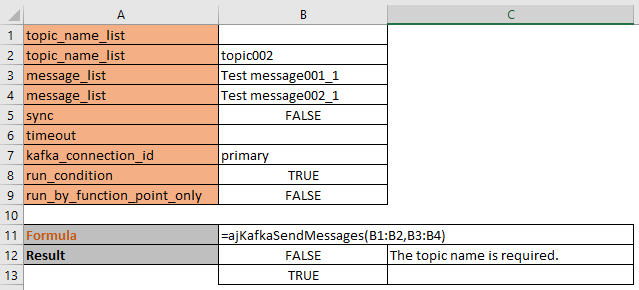 A B C
1 topic_name_list
2 topic_name_list topic002
3 message_list Test message001_1
4 message_list Test message002_1
5 sync FALSE
6 timeout
7 kafka_connection_id primary
8 run_condition TRUE
9 run_by_function_point_only FALSE
10
11 Formula =ajKafkaSendMessages(B1:B2,B3:B4)
12 Result FALSE The topic name is required.
13 TRUE